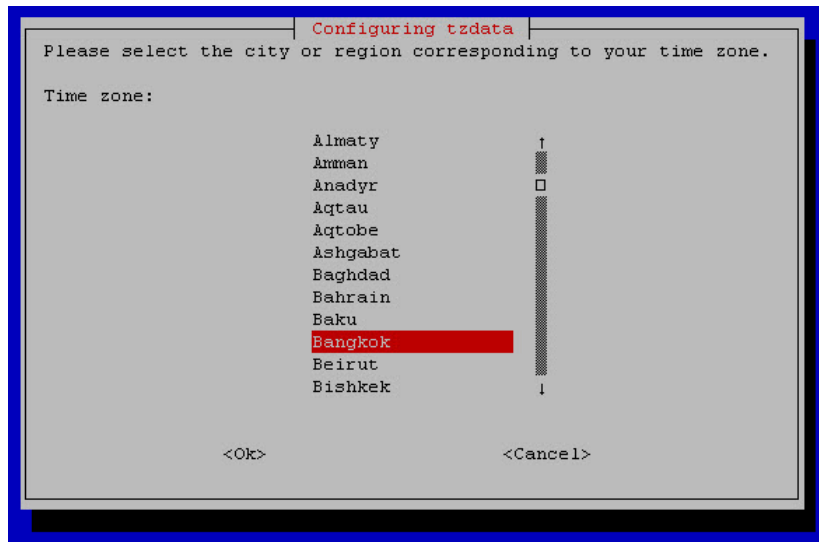 Configuring tzdata
Please select the city or region corresponding to your time zone.
Time zone:
Almaty
Amman
Anadyr
Aqtau
Aqtobe
Ashgabat
Baghdad
Bahrain
Baku
Bangkok
Beirut
Bishkek
<Ok> <Cancel>